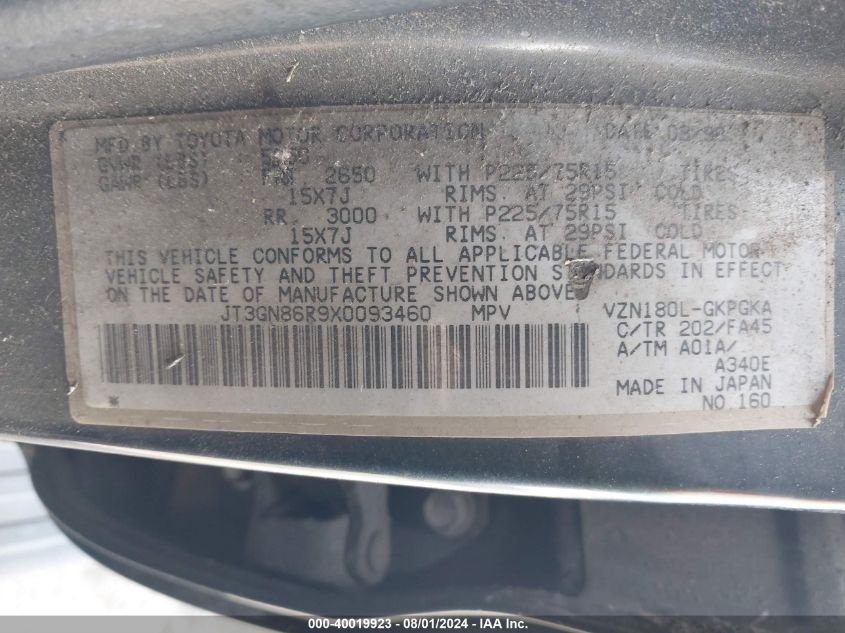 MFD BY TOYOTA MOTOR CORPORATION DATE
GVWR (LBS)
GAWR (LBS) 2650 WITH P225/75R15 TIRES
15X7J RIMS. AT 29PSI COLD
RR. 3000 WITH P225/75R15 TIRES
15X7J RIMS. AT 29PSI COLD
THIS VEHICLE CONFORMS TO ALL APPLICABLE FEDERAL MOTOR
VEHICLE SAFETY AND THEFT PREVENTION STANDARDS IN EFFECT
ON THE DATE OF MANUFACTURE SHOWN ABOVE.
JT3GN86R9X0093460 MPV VZN180L-GKPGKA
C/TR 202/FA45
A/TM A01A/
A340E
MADE IN JAPAN
NO 160
000-40019923 - 08/01/2024 - IAA Inc.